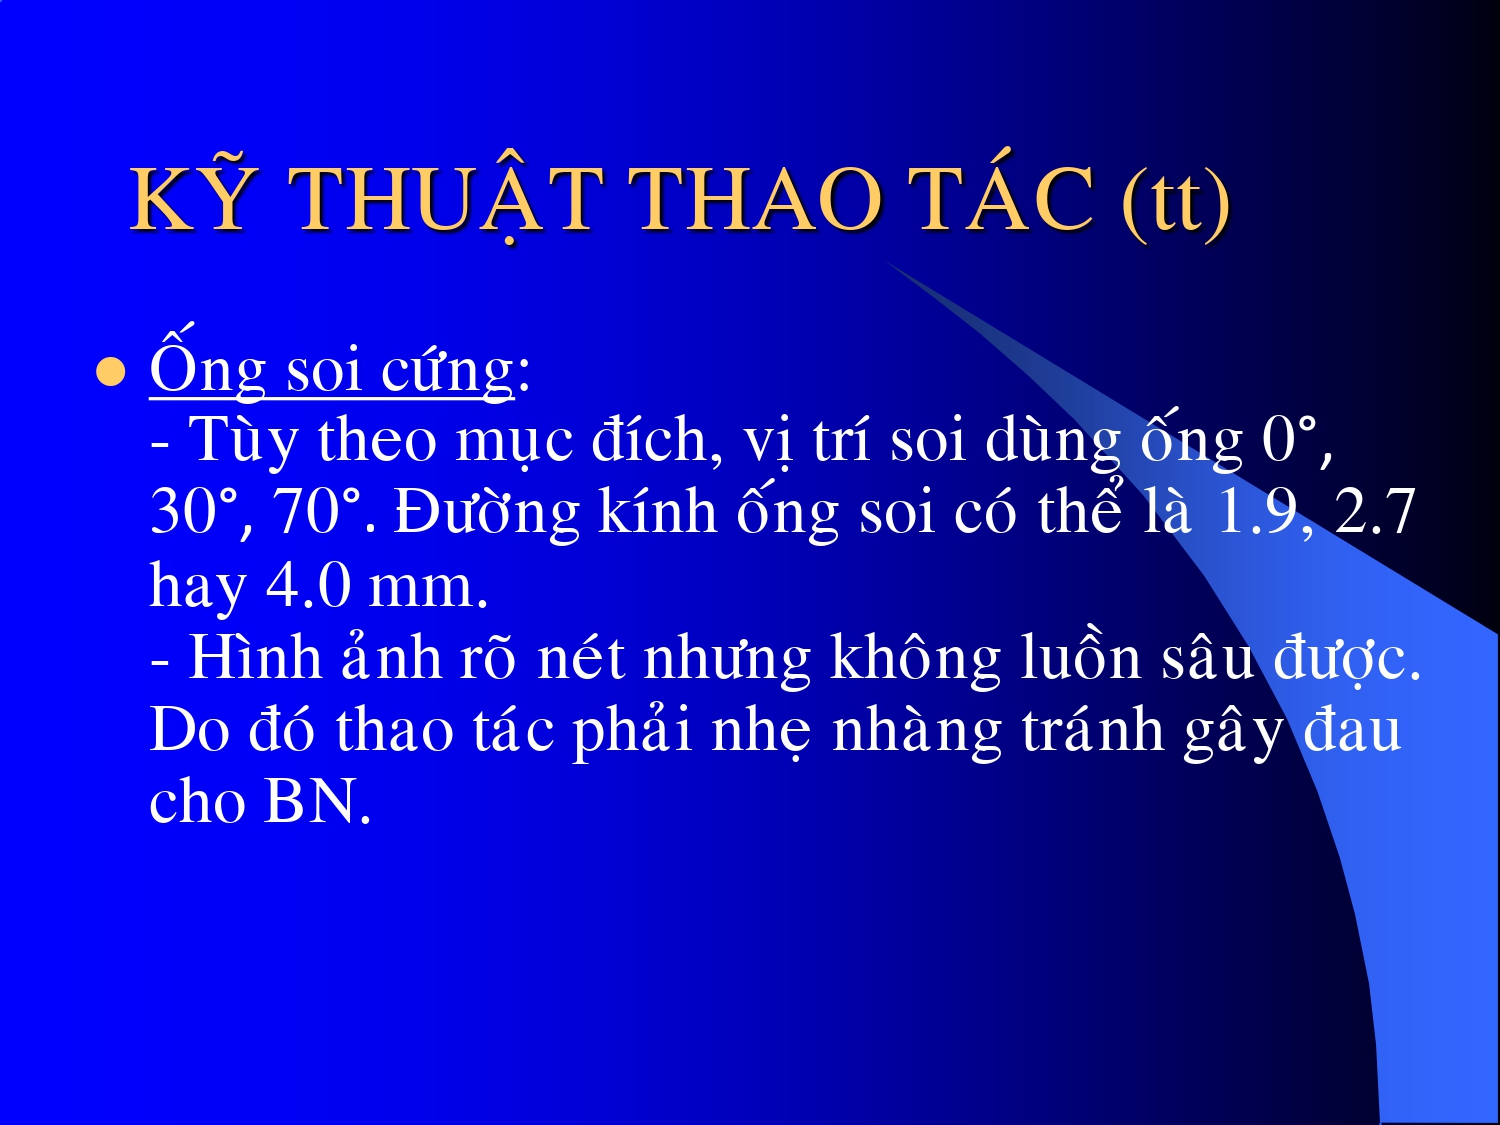 KỸ THUẬT THAO TÁC (tt)
Ống soi cứng:
- Tùy theo mục đích, vị trí soi dùng ống 0°,
30°, 70°. Đường kính ống soi có thể là 1.9, 2.7
hay 4.0 mm.
- Hình ảnh rõ nét nhưng không luồn sâu được.
Do đó thao tác phải nhẹ nhàng tránh gây đau
cho BN.